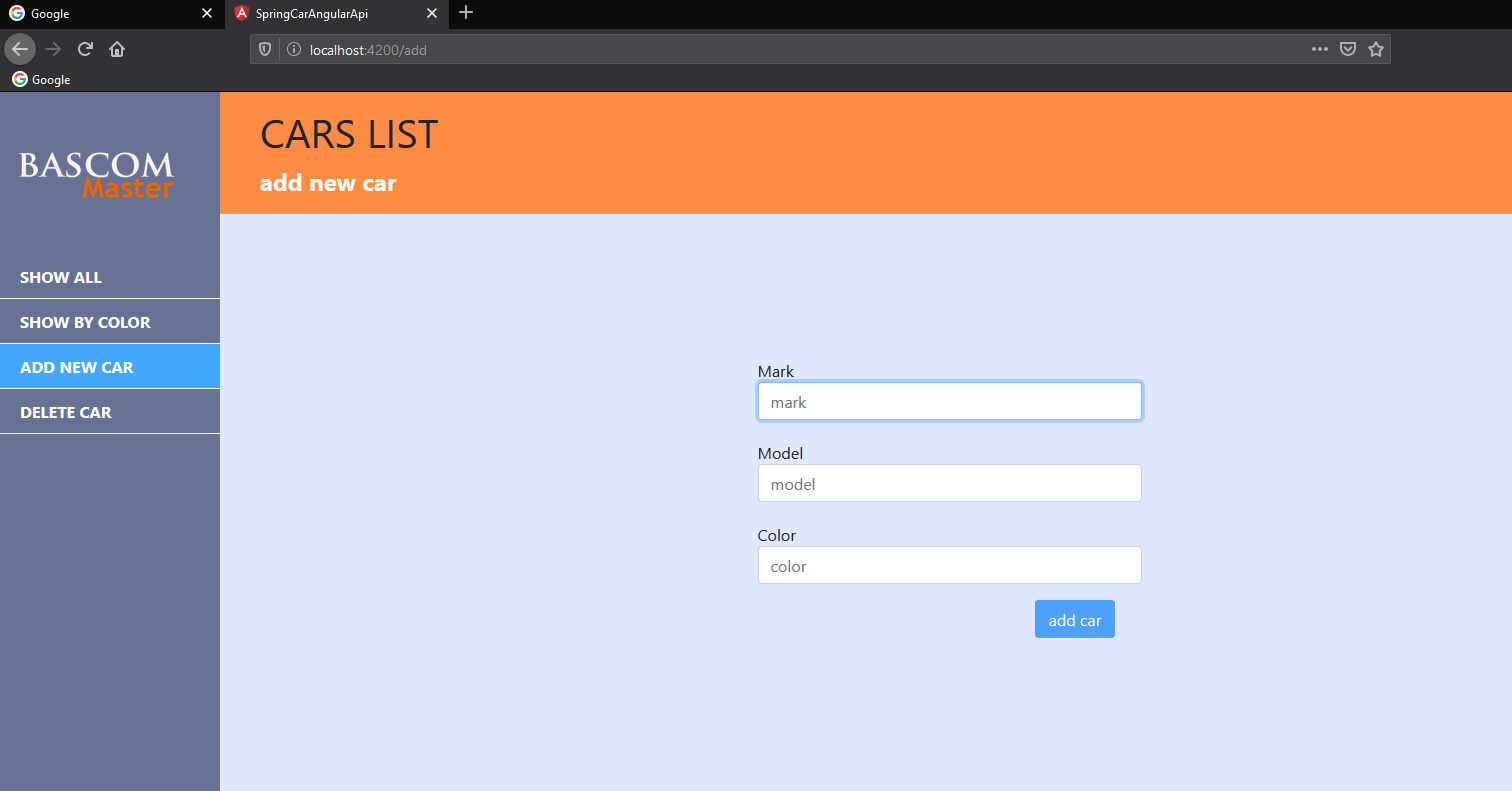 Google
SpringCarAngularApi
localhost:4200/add
Google
BASCOM
Master
SHOW ALL
SHOW BY COLOR
ADD NEW CAR
DELETE CAR
CARS LIST
add new car
Mark
mark
Model
model
Color
color
add car